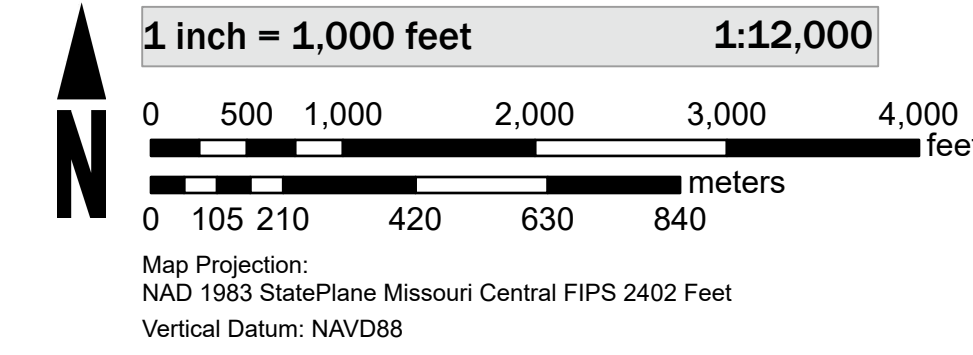 1 inch = 1,000 feet 1:12,000
0 500 1,000 2,000 3,000 4,000
feet
meters
0 105 210 420 630 840
N
Map Projection:
NAD 1983 StatePlane Missouri Central FIPS 2402 Feet
Vertical Datum: NAVD88